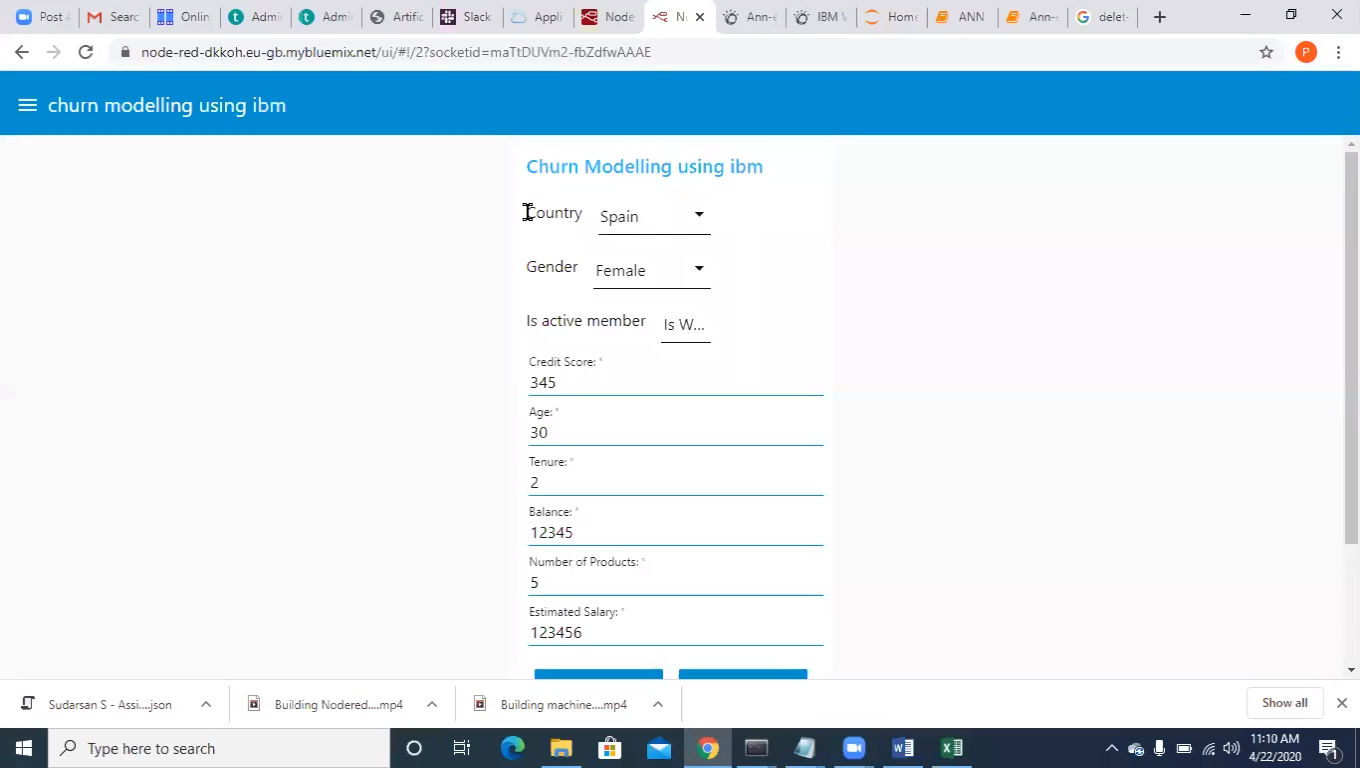 Post A
Searc
Onlin
Admi
Admi
Artific
Slack
Appli
Node
Ann-e
IBM
Home
ANN
Ann-e
delet-
node-red-dkkoh.eu-gb.mybluemix.net/ui/#!/2?socketid=maTtDUVm2-fbZdfwAAAE
P
churn modelling using ibm
Churn Modelling using ibm
Country Spain
Gender Female
Is active member Is W...
Credit Score: *
345
Age: *
30
Tenure: *
2
Balance: *
12345
Number of Products: *
5
Estimated Salary: *
123456
Sudarsan S - Assi....json
Building Nodered....mp4
Building machine....mp4
Show all
Type here to search
11:10 AM
4/22/2020
1